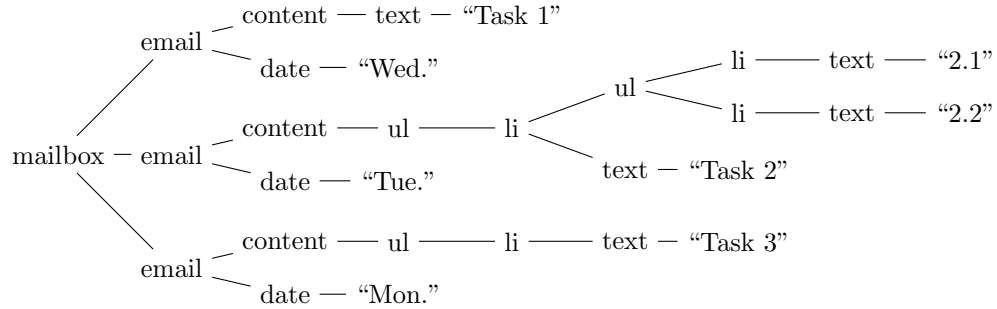 content text “Task 1”
email
date “Wed.”
li text “2.1”
ul
li text “2.2”
content ul li
mailbox email
text “Task 2”
date “Tue.”
content ul li text “Task 3”
email
date “Mon.”